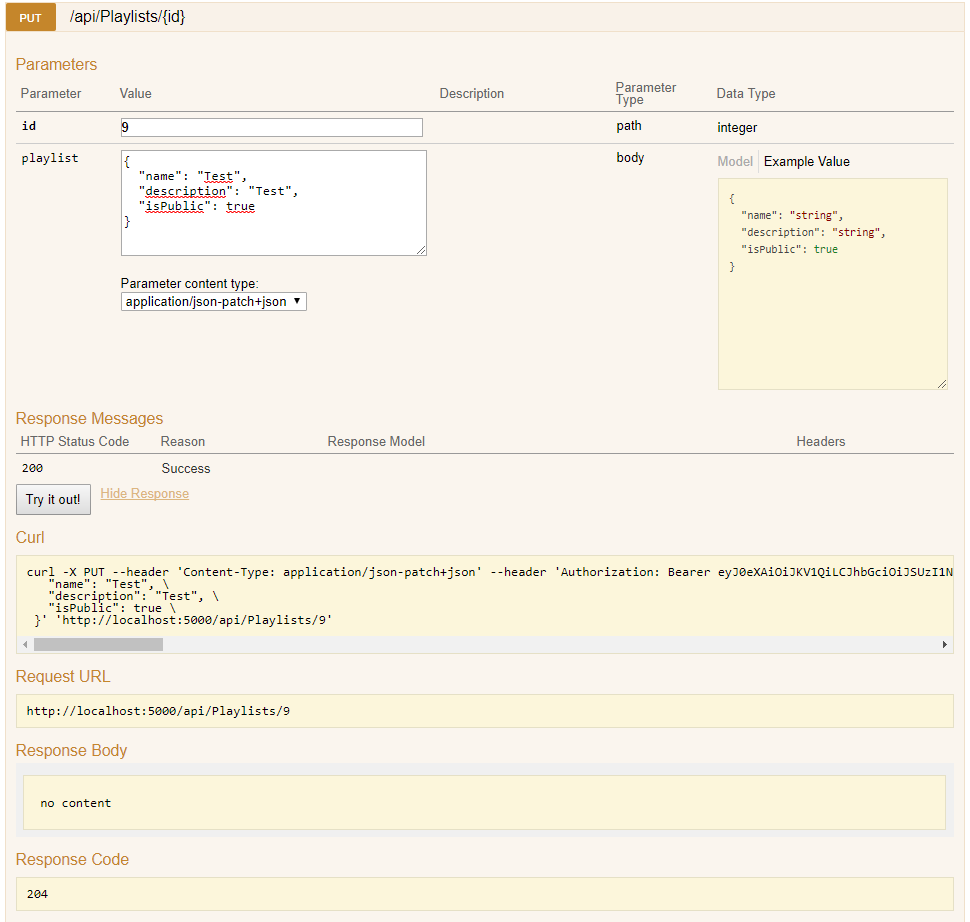 PUT /api/Playlists/{id}
Parameters
Parameter Value Description Parameter Type Data Type
id 9 path integer
playlist
{
"name": "Test",
"description": "Test",
"isPublic": true
}
Parameter content type:
application/json-patch+json
body
Model Example Value
{
"name": "string",
"description": "string",
"isPublic": true
}
Response Messages
HTTP Status Code Reason Response Model Headers
200 Success
Try it out! Hide Response
Curl
curl -X PUT --header 'Content-Type: application/json-patch+json' --header 'Authorization: Bearer eyJ0eXAiOiJKV1QiLCJhbGciOiJSUzI1N
"name": "Test", \
"description": "Test", \
"isPublic": true \
}' 'http://localhost:5000/api/Playlists/9'
Request URL
http://localhost:5000/api/Playlists/9
Response Body
no content
Response Code
204